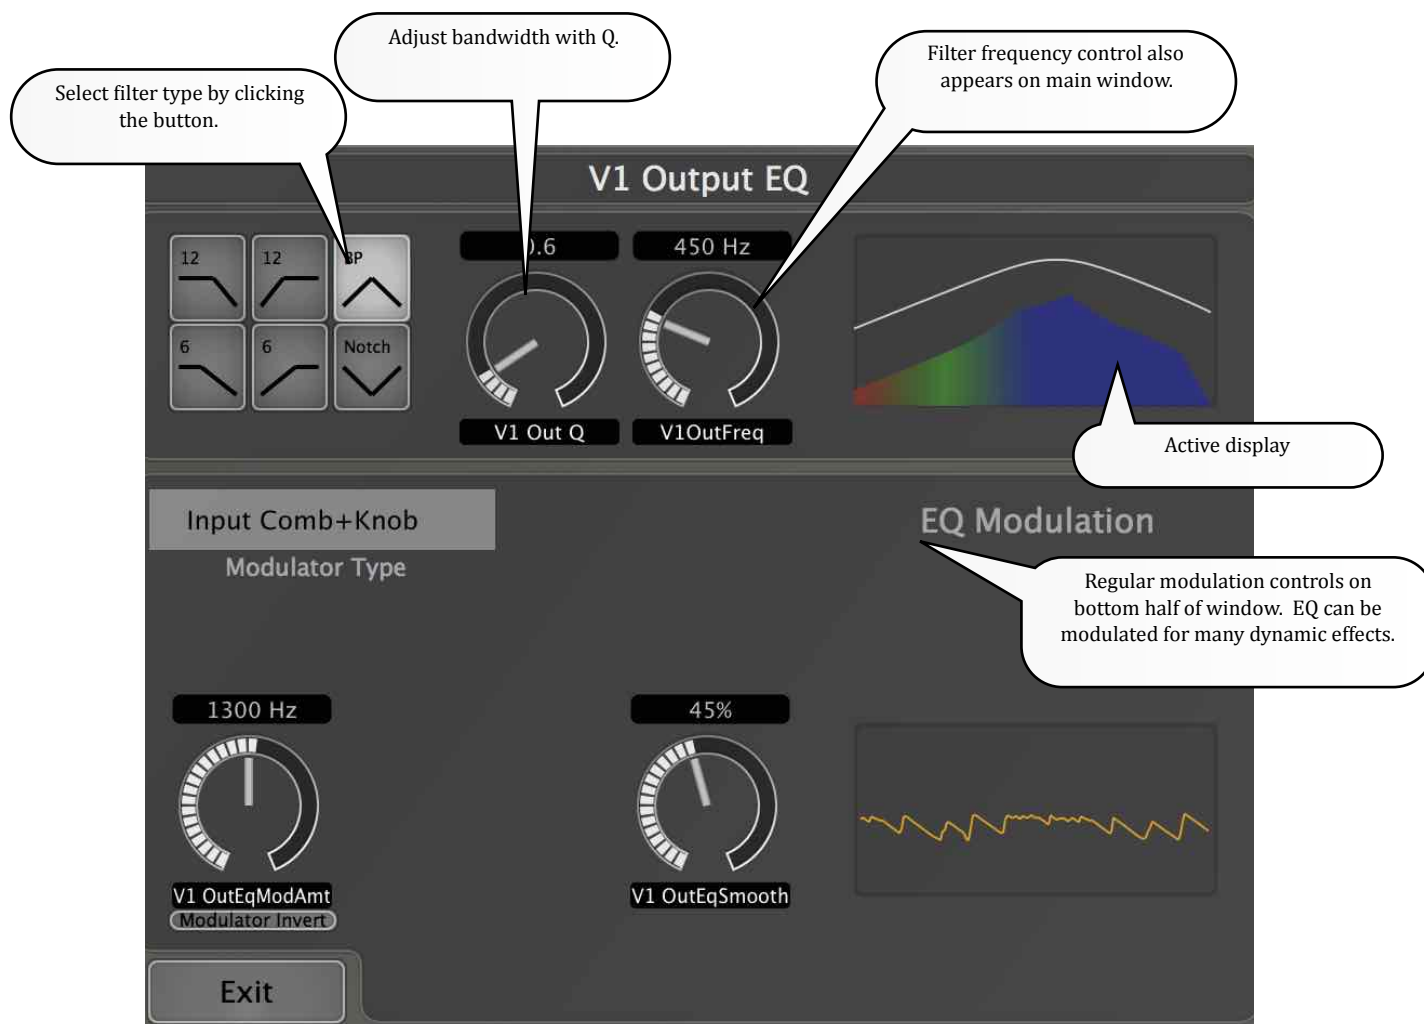 Adjust bandwidth with Q.
Filter frequency control also
appears on main window.
Select filter type by clicking
the button.
V1 Output EQ
12
12
BP
0.6
450 Hz
6
6
Notch
V1 Out Q
V1OutFreq
Active display
Input Comb+Knob
EQ Modulation
Modulator Type
Regular modulation controls on
bottom half of window.  EQ can be
modulated for many dynamic effects.
1300 Hz
45%
V1 OutEqModAmt
V1 OutEqSmooth
Modulator Invert
Exit